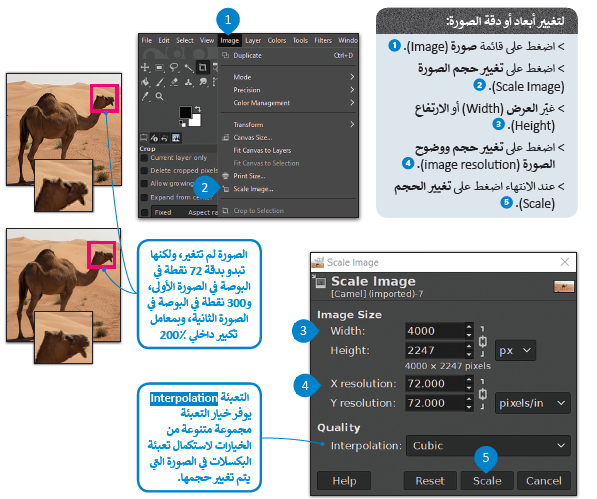 لتغيير أبعاد أو دقة الصورة:
> اضغط على قائمة صورة (Image). 1
> اضغط على تغيير حجم الصورة
(Scale Image) 2
> غيّر العرض (Width) أو الارتفاع
(Height). 3
> اضغط على تغيير حجم ووضوح
الصورة (image resolution) 4
> عند الانتهاء اضغط على تغيير الحجم
(Scale). 5
1
File Edit Select View Image Layer Colors Tools Filters Windo
Duplicate Ctrl+D
Mode
Precision
Color Management
Transform
Canvas Size...
Fit Canvas to Layers
Fit Canvas to Selection
Print Size...
2 Scale Image...
Crop to Selection
Crop
Current layer only
Delete cropped pixels
Allow growing
Expand from center
Fixed Aspect ra
الصورة لم تتغير، ولكنها
تبدو بدقة 72 نقطة في
البوصة في الصورة الأولى،
و300 نقطة في البوصة في
الصورة الثانية، وبمعامل
تكبير داخلي 200٪
التعبئة Interpolation
يوفر خيار التعبئة
مجموعة متنوعة من
الخيارات لاستكمال تعبئة
البكسلات في الصورة التي
يتم تغيير حجمها.
Scale Image
Scale Image
[Camel] (imported)-7
Image Size
3 Width: 4000
Height: 2247 px
4000 × 2247 pixels
4 X resolution: 72.000
Y resolution: 72.000 pixels/in
Quality
Interpolation: Cubic
5
Help Reset Scale Cancel